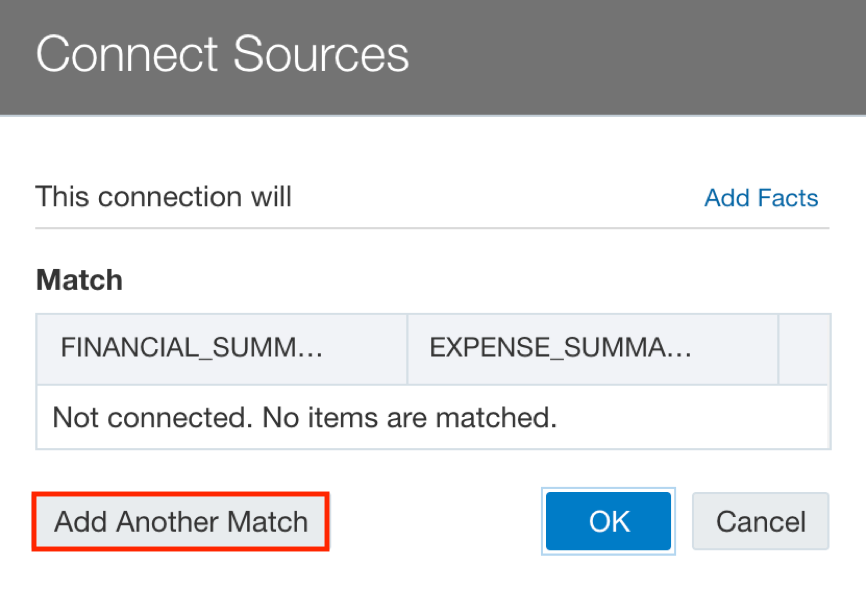 Connect Sources
This connection will Add Facts
Match
FINANCIAL_SUMM... EXPENSE_SUMMA...
Not connected. No items are matched.
Add Another Match OK Cancel